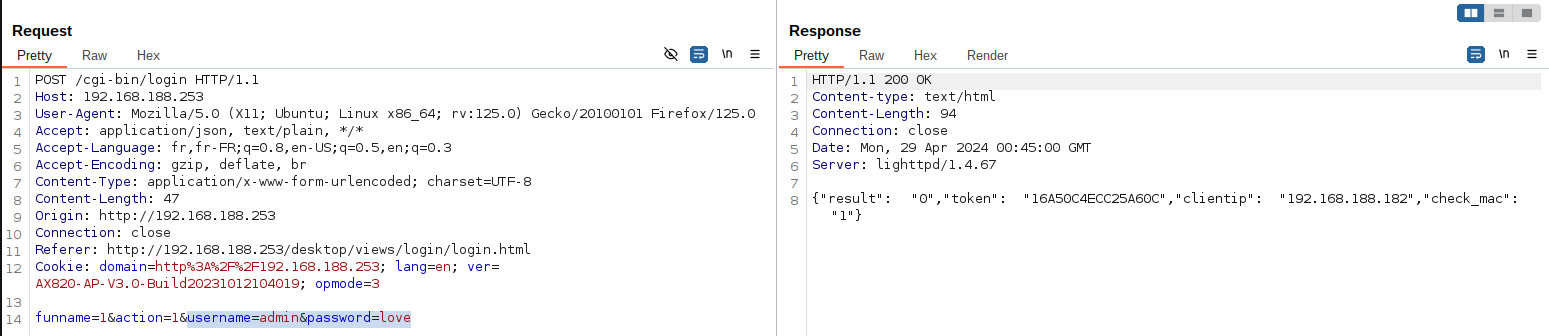 Request
Pretty Raw Hex
\n
1 POST /cgi-bin/login HTTP/1.1
2 Host: 192.168.188.253
3 User-Agent: Mozilla/5.0 (X11; Ubuntu; Linux x86_64; rv:125.0) Gecko/20100101 Firefox/125.0
4 Accept: application/json, text/plain, */*
5 Accept-Language: fr,fr-FR;q=0.8,en-US;q=0.5,en;q=0.3
6 Accept-Encoding: gzip, deflate, br
7 Content-Type: application/x-www-form-urlencoded; charset=UTF-8
8 Content-Length: 47
9 Origin: http://192.168.188.253
10 Connection: close
11 Referer: http://192.168.188.253/desktop/views/login/login.html
12 Cookie: domain=http%3A%2F%2F192.168.188.253; lang=en; ver=
AX820-AP-V3.0-Build20231012104019; opmode=3
13
14 funname=1&action=1&username=admin&password=love
Response
Pretty Raw Hex Render
\n
1 HTTP/1.1 200 OK
2 Content-type: text/html
3 Content-Length: 94
4 Connection: close
5 Date: Mon, 29 Apr 2024 00:45:00 GMT
6 Server: lighttpd/1.4.67
7
8 {"result": "0","token": "16A50C4ECC25A60C","clientip": "192.168.188.182","check_mac":
"1"}